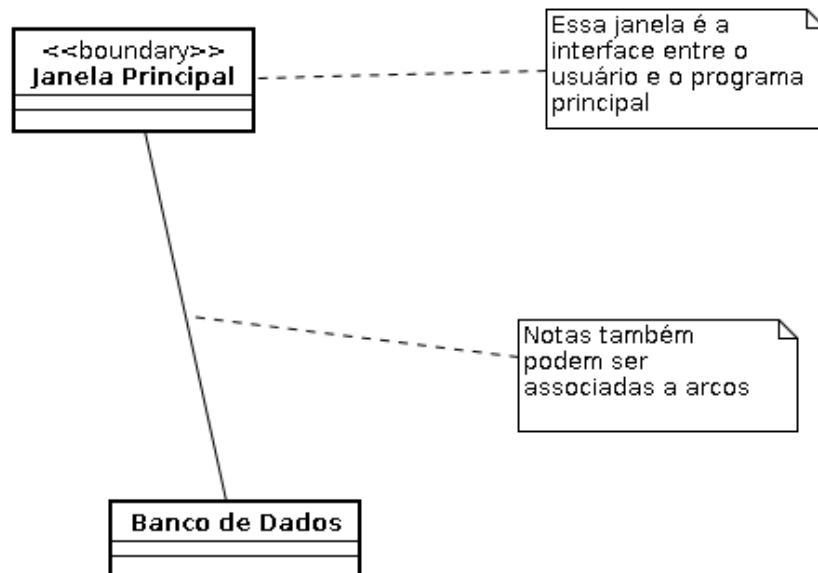 <<boundary>>
Janela Principal
Essa janela é a
interface entre o
usuário e o programa
principal
Notas também
podem ser
associadas a arcos
Banco de Dados